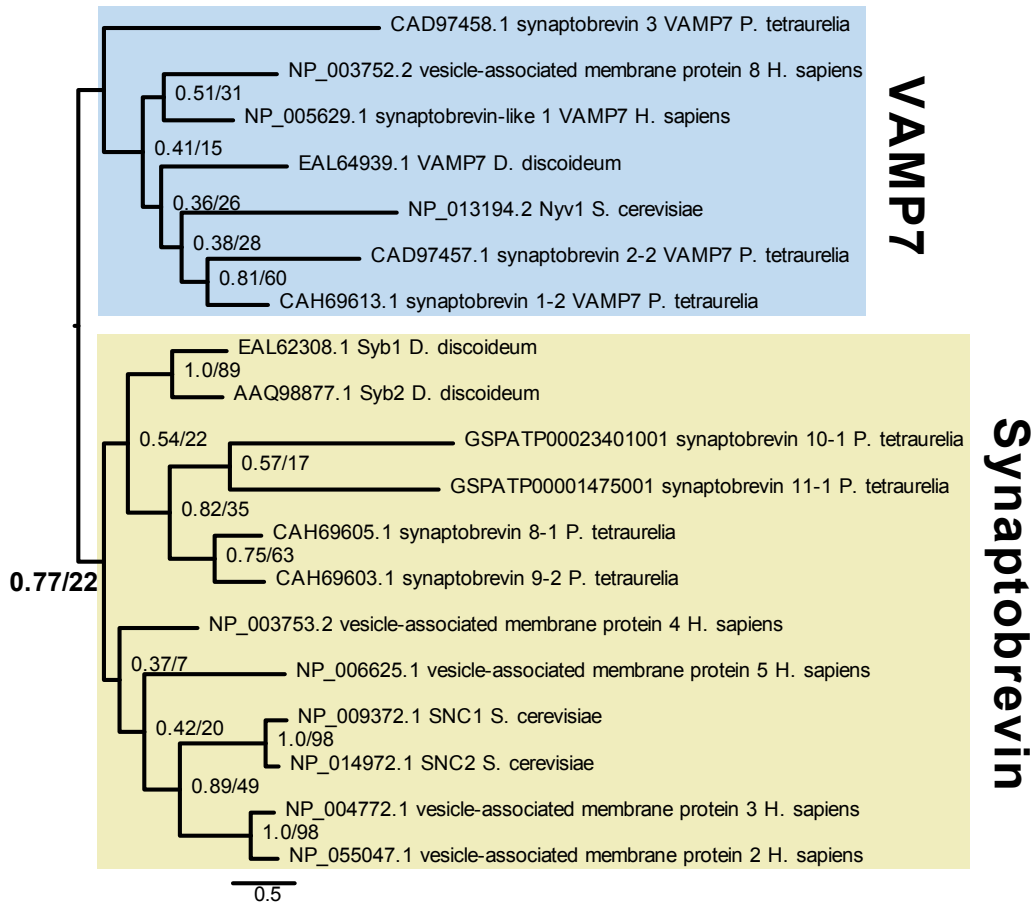 CAD97458.1 synaptobrevin 3 VAMP7 P. tetraurelia
NP_003752.2 vesicle-associated membrane protein 8 H. sapiens
0.51/31
NP_005629.1 synaptobrevin-like 1 VAMP7 H. sapiens
0.41/15
EAL64939.1 VAMP7 D. discoideum
0.36/26
NP_013194.2 Nyv1 S. cerevisiae
0.38/28
CAD97457.1 synaptobrevin 2-2 VAMP7 P. tetraurelia
0.81/60
CAH69613.1 synaptobrevin 1-2 VAMP7 P. tetraurelia
VAMP7
EAL62308.1 Syb1 D. discoideum
1.0/89
AAQ98877.1 Syb2 D. discoideum
0.54/22
GSPATP00023401001 synaptobrevin 10-1 P. tetraurelia
0.57/17
GSPATP00001475001 synaptobrevin 11-1 P. tetraurelia
0.82/35
CAH69605.1 synaptobrevin 8-1 P. tetraurelia
0.75/63
CAH69603.1 synaptobrevin 9-2 P. tetraurelia
0.77/22
NP_003753.2 vesicle-associated membrane protein 4 H. sapiens
0.37/7
NP_006625.1 vesicle-associated membrane protein 5 H. sapiens
0.42/20
NP_009372.1 SNC1 S. cerevisiae
1.0/98
NP_014972.1 SNC2 S. cerevisiae
0.89/49
NP_004772.1 vesicle-associated membrane protein 3 H. sapiens
1.0/98
NP_055047.1 vesicle-associated membrane protein 2 H. sapiens
Synaptobrevin
0.5